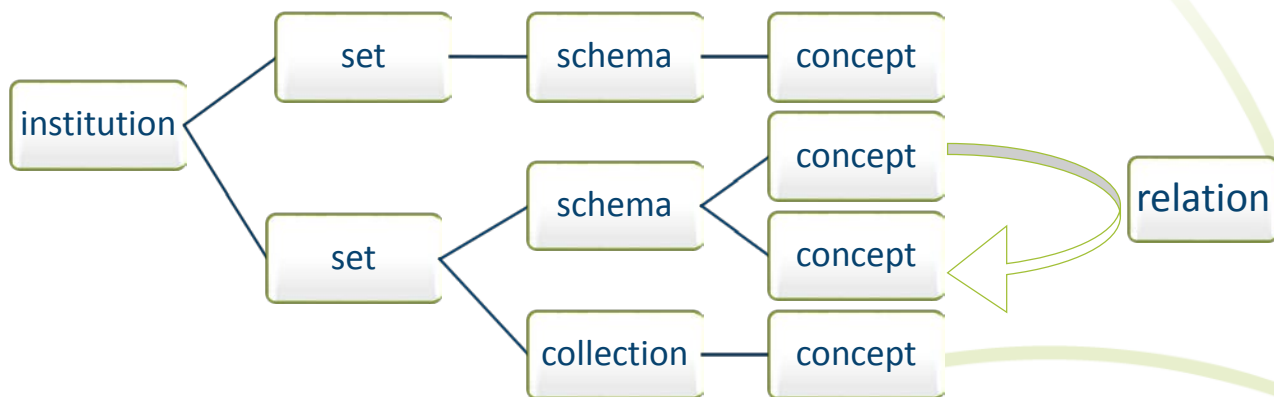 institution
set
schema
concept
set
schema
concept
concept
collection
concept
relation